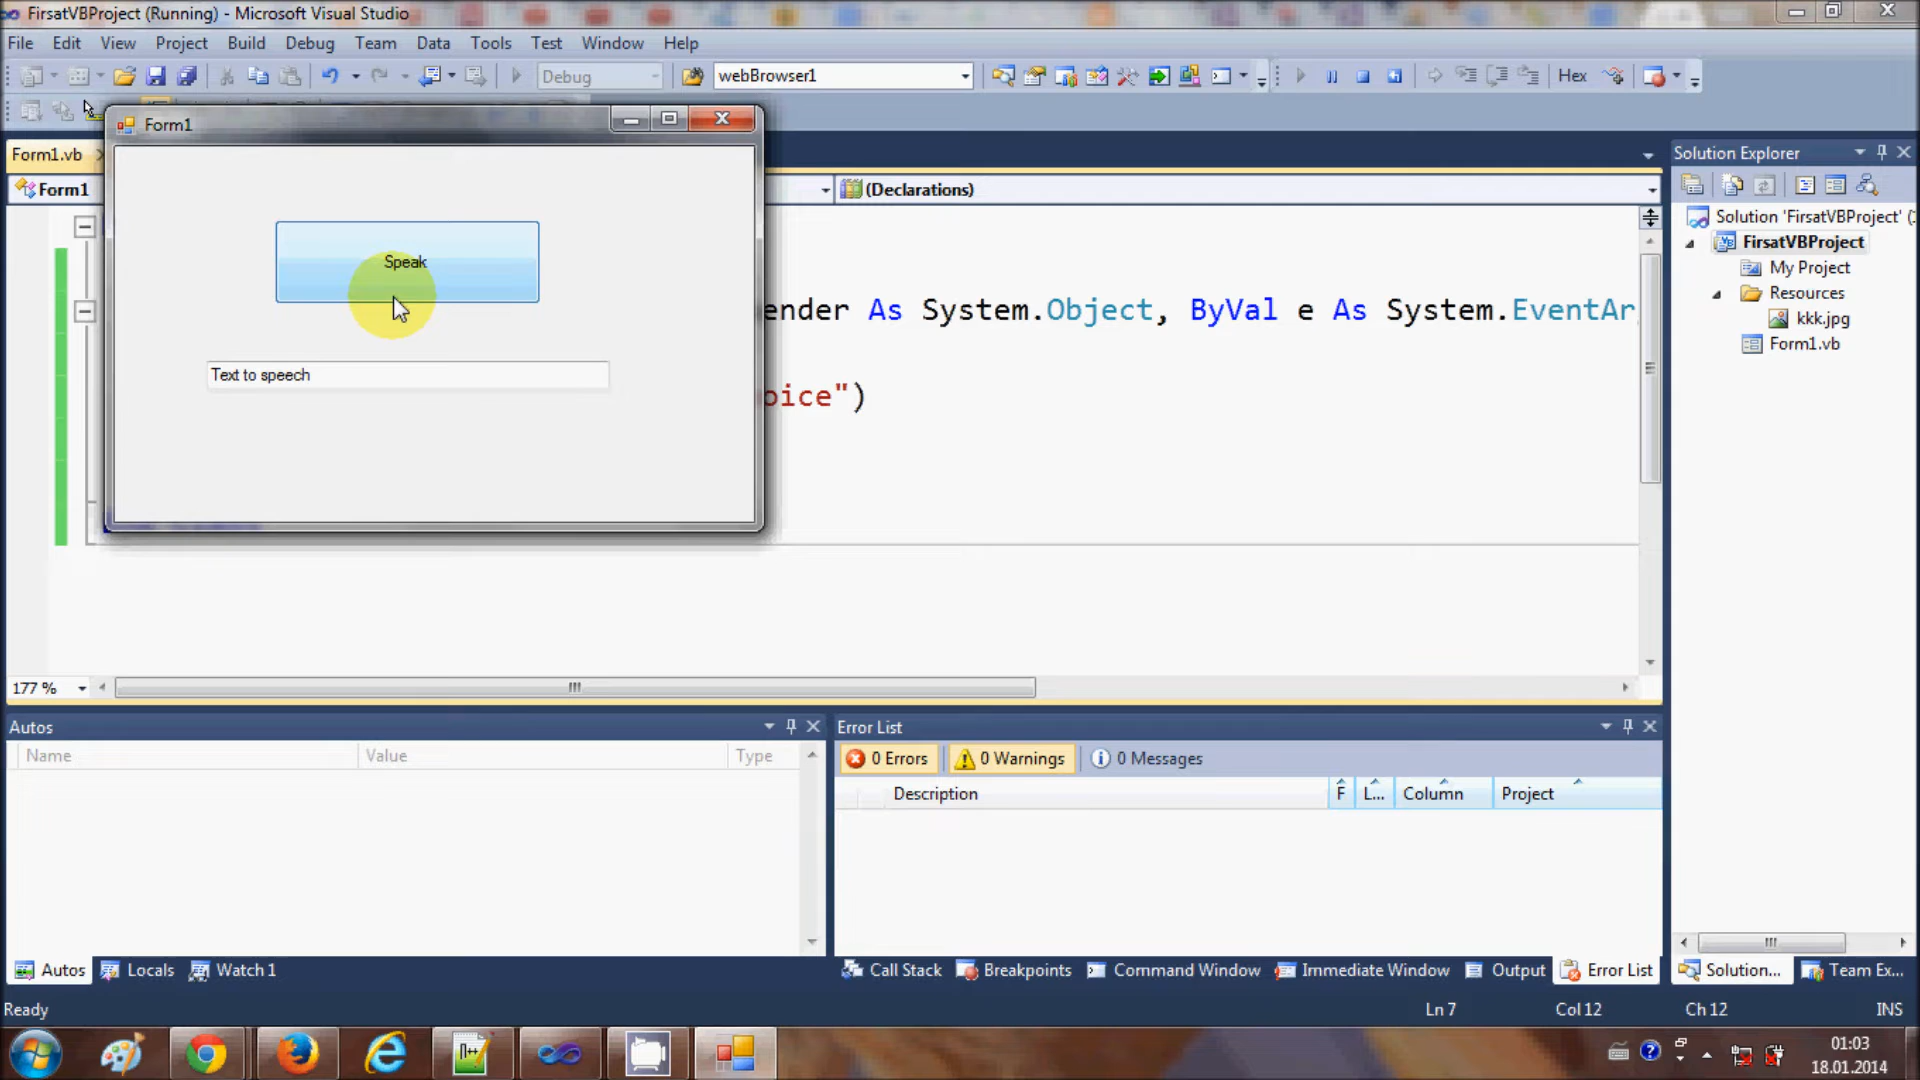 FirsatVBProject (Running) - Microsoft Visual Studio
File Edit View Project Build Debug Team Data Tools Test Window Help
Debug webBrowser1 Hex
Form1
Form1.vb
Solution Explorer
Form1 (Declarations)
Solution 'FirsatVBProject' (
FirsatVBProject
My Project
Resources
kkk.jpg
Form1.vb
Speak
ender As System.Object, ByVal e As System.EventAr
Text to speech
oice")
177 %
Autos
Name Value Type
Error List
0 Errors 0 Warnings 0 Messages
Description F L... Column Project
Autos Locals Watch 1
Call Stack Breakpoints Command Window Immediate Window Output Error List
Solution... Team Ex...
Ready Ln 7 Col 12 Ch 12 INS
01:03
18.01.2014